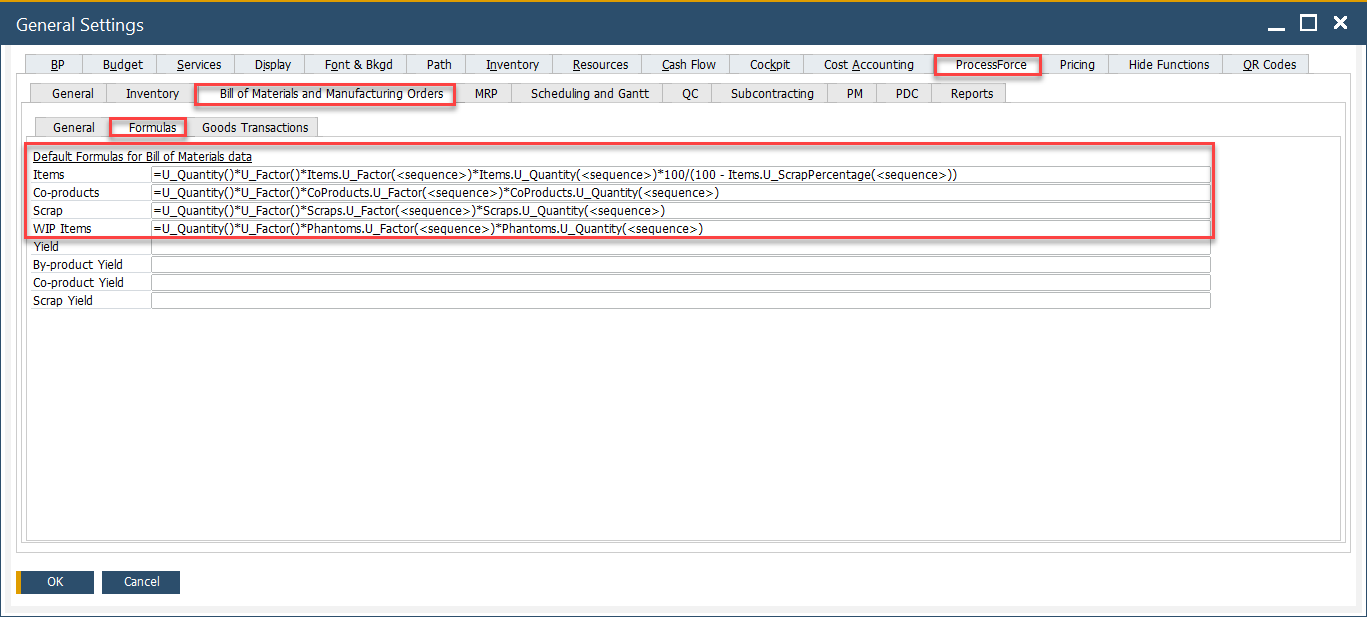 General Settings
BP Budget Services Display Font & Bkgd Path Inventory Resources Cash Flow Cockpit Cost Accounting ProcessForce Pricing Hide Functions QR Codes
General Inventory Bill of Materials and Manufacturing Orders MRP Scheduling and Gantt QC Subcontracting PM PDC Reports
General Formulas Goods Transactions
Default Formulas for Bill of Materials data
Items =U_Quantity()*U_Factor()*Items.U_Factor(<sequence>)*Items.U_Quantity(<sequence>)*100/(100 - Items.U_ScrapPercentage(<sequence>))
Co-products =U_Quantity()*U_Factor()*CoProducts.U_Factor(<sequence>)*CoProducts.U_Quantity(<sequence>)
Scrap =U_Quantity()*U_Factor()*Scraps.U_Factor(<sequence>)*Scraps.U_Quantity(<sequence>)
WIP Items =U_Quantity()*U_Factor()*Phantoms.U_Factor(<sequence>)*Phantoms.U_Quantity(<sequence>)
Yield
By-product Yield
Co-product Yield
Scrap Yield
OK Cancel